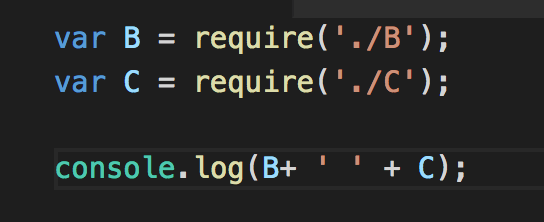 var B = require('./B');
var C = require('./C');
console.log(B+ ' ' + C);